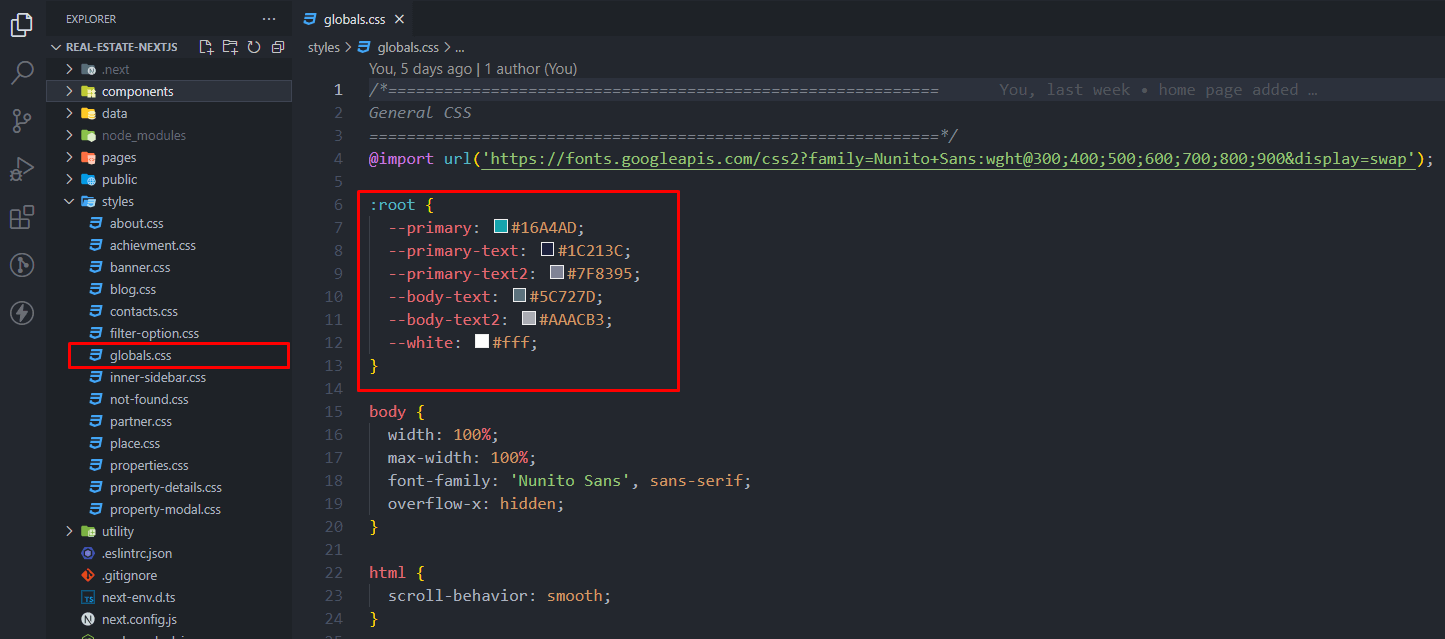 EXPLORER
···
REAL-ESTATE-NEXTJS
.next
components
data
node_modules
pages
public
styles
about.css
achievment.css
banner.css
blog.css
contacts.css
filter-option.css
globals.css
inner-sidebar.css
not-found.css
partner.css
place.css
properties.css
property-details.css
property-modal.css
utility
.eslintrc.json
.gitignore
TS next-env.d.ts
N next.config.js
globals.css ×
styles > globals.css > ...
You, 5 days ago | 1 author (You)
1 /*=========================================================== You, last week • home page added …
2 General CSS
3 =============================================================*/
4 @import url('https://fonts.googleapis.com/css2?family=Nunito+Sans:wght@300;400;500;600;700;800;900&display=swap');
5
6 :root {
7 --primary: #16A4AD;
8 --primary-text: #1C213C;
9 --primary-text2: #7F8395;
10 --body-text: #5C727D;
11 --body-text2: #AAACB3;
12 --white: #fff;
13 }
14
15 body {
16 width: 100%;
17 max-width: 100%;
18 font-family: 'Nunito Sans', sans-serif;
19 overflow-x: hidden;
20 }
21
22 html {
23 scroll-behavior: smooth;
24 }